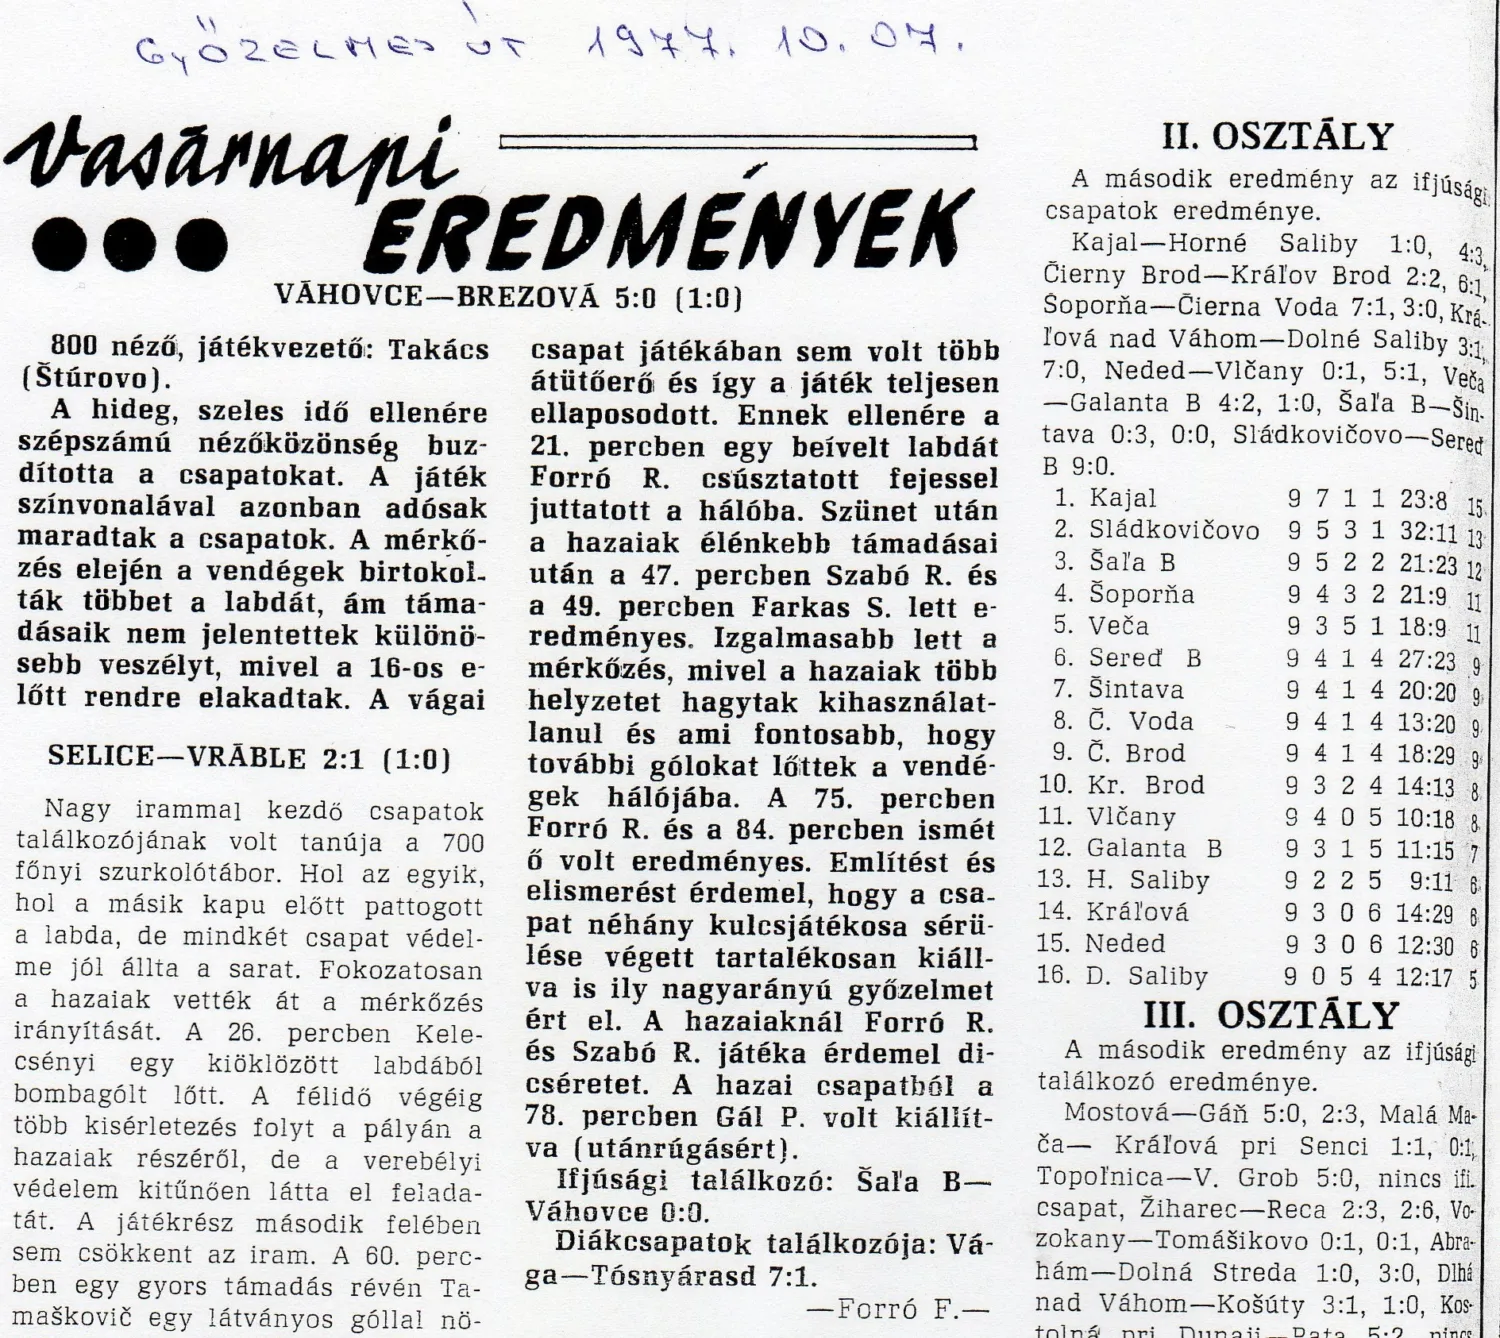 GYŐZELMES ÚT 1977. 10. 07.
Vasárnapi
EREDMÉNYEK
VÁHOVCE—BREZOVÁ 5:0 (1:0)
800 néző, játékvezető: Takács
(Štúrovo).
A hideg, szeles idő ellenére
szépszámú nézőközönség buz-
dította a csapatokat. A játék
színvonalával azonban adósak
maradtak a csapatok. A mérkő-
zés elején a vendégek birtokol-
ták többet a labdát, ám táma-
dásaik nem jelentettek különö-
sebb veszélyt, mivel a 16-os e-
lőtt rendre elakadtak. A vágai
csapat játékában sem volt több
átütőerő és így a játék teljesen
ellaposodott. Ennek ellenére a
21. percben egy beívelt labdát
Forró R. csúsztatott fejessel
juttatott a hálóba. Szünet után
a hazaiak élénkebb támadásai
után a 47. percben Szabó R. és
a 49. percben Farkas S. lett e-
redményes. Izgalmasabb lett a
mérkőzés, mivel a hazaiak több
helyzetet hagytak kihasználat-
lanul és ami fontosabb, hogy
további gólokat lőttek a vendé-
gek hálójába. A 75. percben
Forró R. és a 84. percben ismét
ő volt eredményes. Említést és
elismerést érdemel, hogy a csa-
pat néhány kulcsjátékosa sérü-
lése végett tartalékosan kiáll-
va is ily nagyarányú győzelmet
ért el. A hazaiaknál Forró R.
és Szabó R. játéka érdemel di-
cséretet. A hazai csapatból a
78. percben Gál P. volt kiállít-
va (utánrúgásért).
Ifjúsági találkozó: Šaľa B—
Váhovce 0:0.
Diákcsapatok találkozója: Vá-
ga—Tósnyárasd 7:1.
—Forró F.—
SELICE—VRÁBLE 2:1 (1:0)
Nagy irammal kezdő csapatok
találkozójának volt tanúja a 700
főnyi szurkolótábor. Hol az egyik,
hol a másik kapu előtt pattogott
a labda, de mindkét csapat védel-
me jól állta a sarat. Fokozatosan
a hazaiak vették át a mérkőzés
irányítását. A 26. percben Kele-
csényi egy kiöklözött labdából
bombagólt lőtt. A félidő végéig
több kisérletezés folyt a pályán a
hazaiak részéről, de a verebélyi
védelem kitűnően látta el felada-
tát. A játékrész második felében
sem csökkent az iram. A 60. perc-
ben egy gyors támadás révén Ta-
maškovič egy látványos góllal nö-
II. OSZTÁLY
A második eredmény az ifjúsági
csapatok eredménye.
Kajal—Horné Saliby 1:0, 4:3,
Čierny Brod—Kráľov Brod 2:2, 6:1,
Šoporňa—Čierna Voda 7:1, 3:0, Krá-
ľová nad Váhom—Dolné Saliby 3:1,
7:0, Neded—Vlčany 0:1, 5:1, Veča
—Galanta B 4:2, 1:0, Šaľa B—Šin-
tava 0:3, 0:0, Sládkovičovo—Sereď
B 9:0.
1. Kajal 9 7 1 1 23:8 15
2. Sládkovičovo 9 5 3 1 32:11 13
3. Šaľa B 9 5 2 2 21:23 12
4. Šoporňa 9 4 3 2 21:9 11
5. Veča 9 3 5 1 18:9 11
6. Sereď B 9 4 1 4 27:23 9
7. Šintava 9 4 1 4 20:20 9
8. Č. Voda 9 4 1 4 13:20 9
9. Č. Brod 9 4 1 4 18:29 9
10. Kr. Brod 9 3 2 4 14:13 8
11. Vlčany 9 4 0 5 10:18 8
12. Galanta B 9 3 1 5 11:15 7
13. H. Saliby 9 2 2 5 9:11 6
14. Kráľová 9 3 0 6 14:29 6
15. Neded 9 3 0 6 12:30 6
16. D. Saliby 9 0 5 4 12:17 5
III. OSZTÁLY
A második eredmény az ifjúsági
találkozó eredménye.
Mostová—Gáň 5:0, 2:3, Malá Ma-
ča— Kráľová pri Senci 1:1, 0:1,
Topoľnica—V. Grob 5:0, nincs ifi.
csapat, Žiharec—Reca 2:3, 2:6, Vo-
zokany—Tomášikovo 0:1, 0:1, Abra-
hám—Dolná Streda 1:0, 3:0, Dlhá
nad Váhom—Košúty 3:1, 1:0, Kos-
tolná pri Dunaji—Pata 5:2, nincs